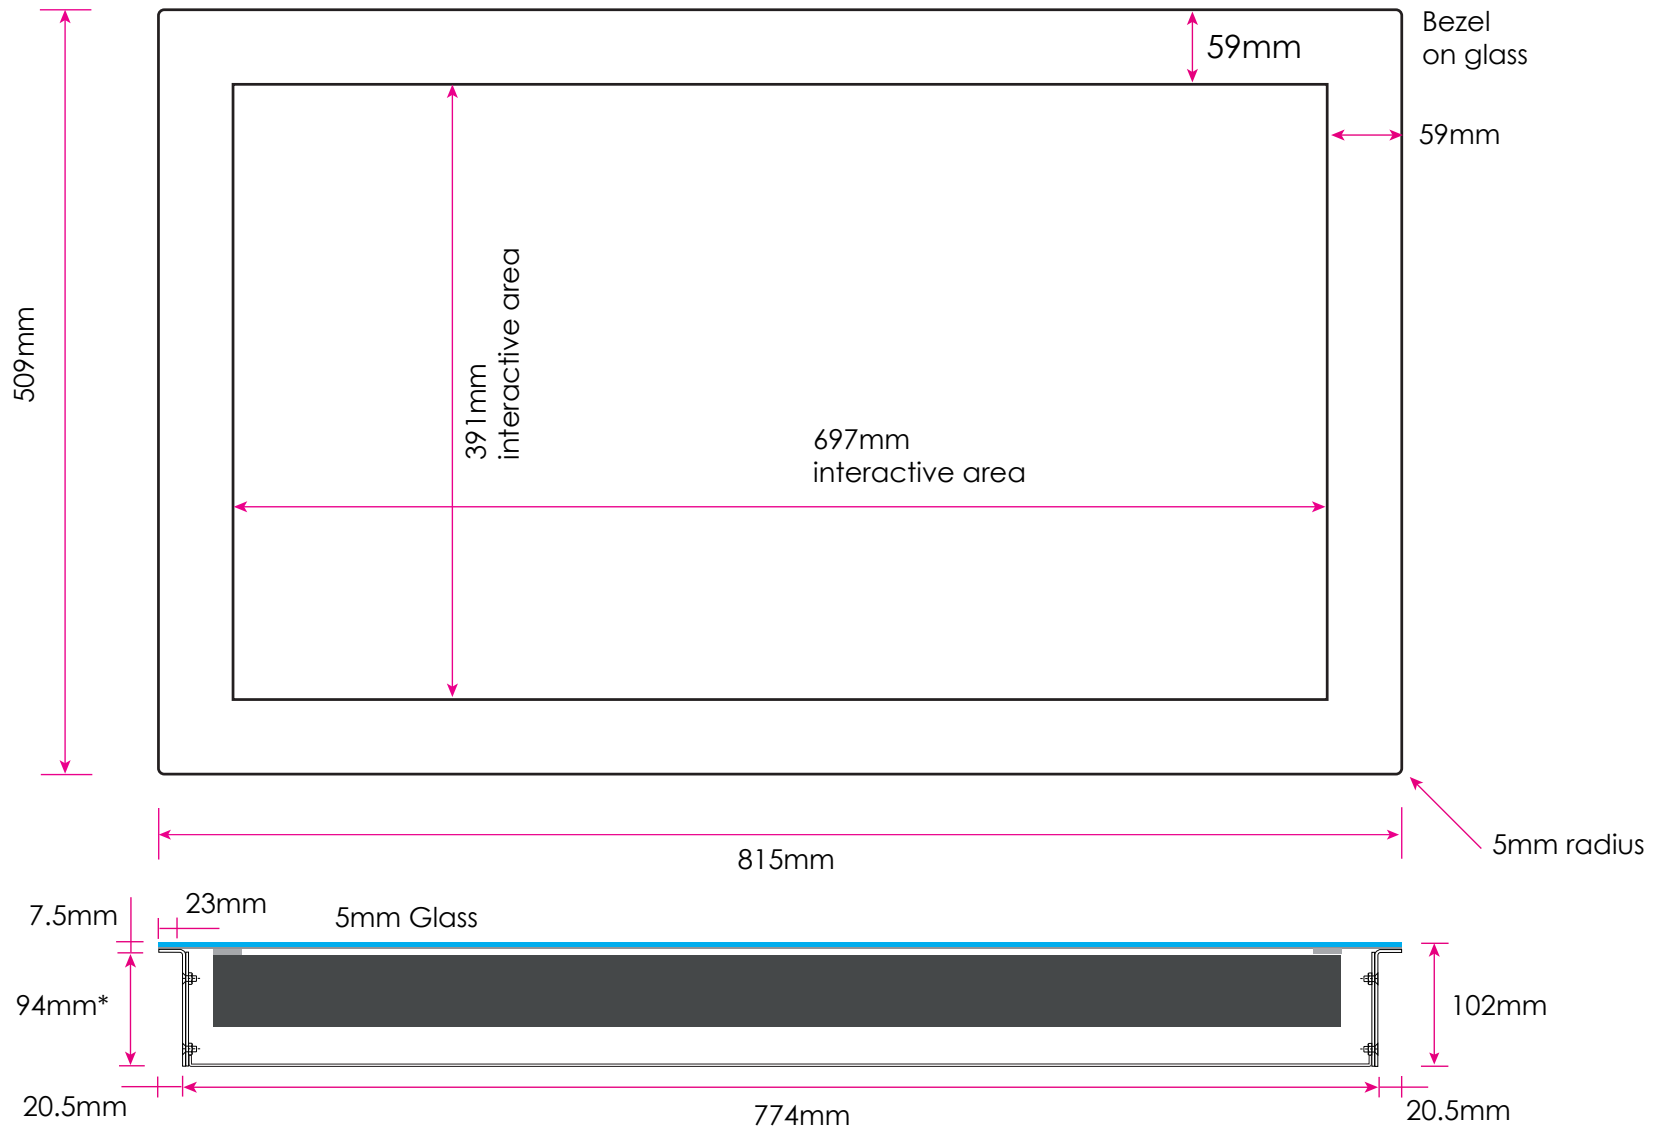 Bezel
on glass
59mm
59mm
509mm
391mm
interactive area
697mm
interactive area
815mm
5mm radius
7.5mm
23mm
5mm Glass
94mm*
102mm
20.5mm
774mm
20.5mm